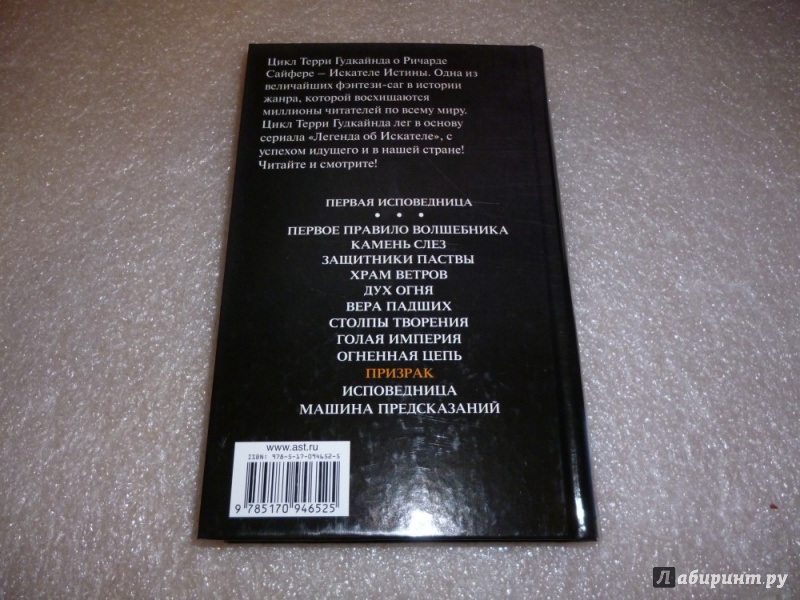 Цикл Терри Гудкайнда о Ричарде
Сайфере – Искателе Истины. Одна из
величайших фэнтези-саг в истории
жанра, которой восхищаются
миллионы читателей по всему миру.
Цикл Терри Гудкайнда лег в основу
сериала «Легенда об Искателе», с
успехом идущего и в нашей стране!
Читайте и смотрите!
ПЕРВАЯ ИСПОВЕДНИЦА
• • •
ПЕРВОЕ ПРАВИЛО ВОЛШЕБНИКА
КАМЕНЬ СЛЕЗ
ЗАЩИТНИКИ ПАСТВЫ
ХРАМ ВЕТРОВ
ДУХ ОГНЯ
ВЕРА ПАДШИХ
СТОЛПЫ ТВОРЕНИЯ
ГОЛАЯ ИМПЕРИЯ
ОГНЕННАЯ ЦЕПЬ
ПРИЗРАК
ИСПОВЕДНИЦА
МАШИНА ПРЕДСКАЗАНИЙ
www.ast.ru
ISBN: 978-5-17-094652-5
9 785170 946525
Лабиринт.ру